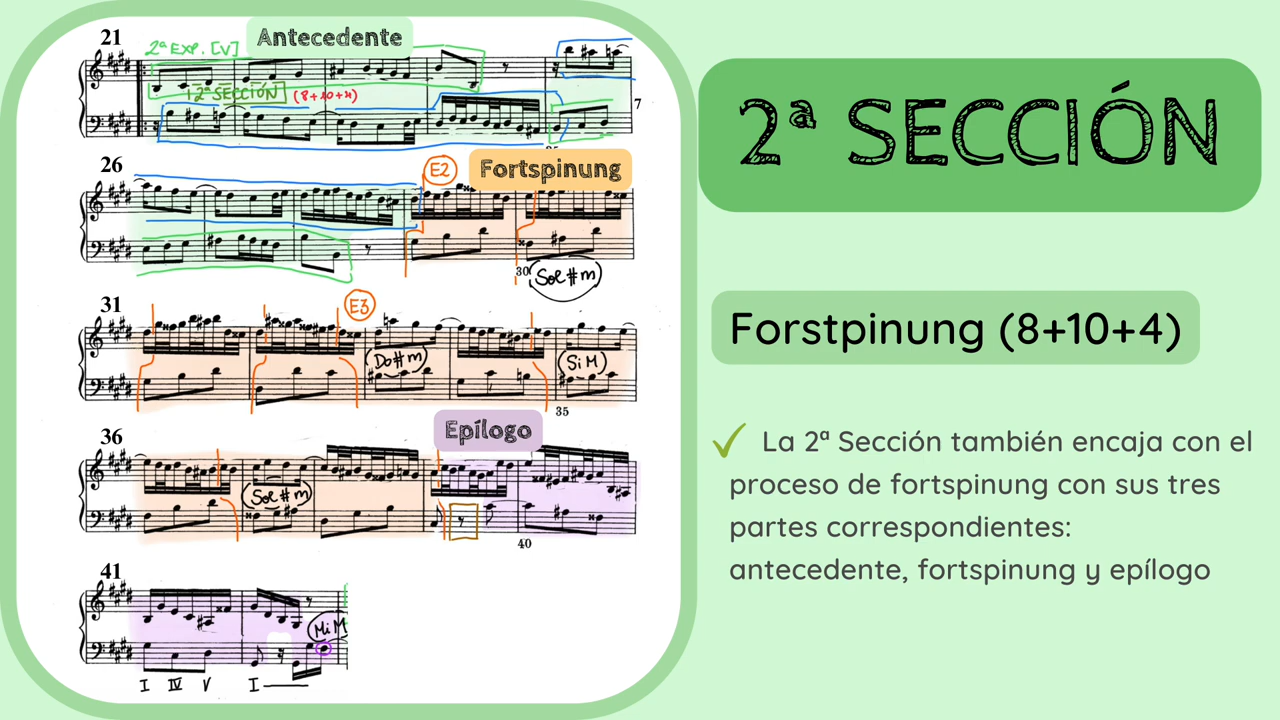 21
2ª EXP. [V]
Antecedente
2ª SECCIÓN (8+10+4)
7
26
E2
Fortspinung
30
Sol#m
31
E3
Do#m
Si M
35
36
Epílogo
Sol#m
40
41
Mi M
I IV V I
2ª SECCIÓN
Forstpinung (8+10+4)
✓ La 2ª Sección también encaja con el
proceso de fortspinung con sus tres
partes correspondientes:
antecedente, fortspinung y epílogo